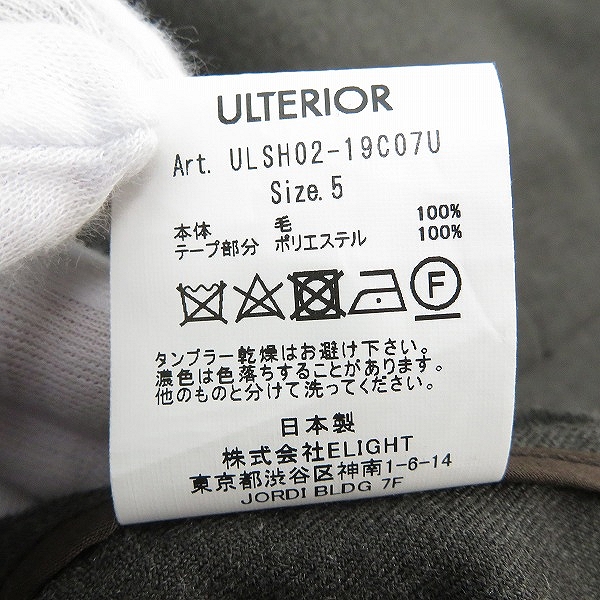 ULTERIOR
Art. ULSH02-19C07U
Size. 5
本体 毛 100%
テープ部分 ポリエステル 100%
F
タンブラー乾燥はお避け下さい。
濃色は色落ちすることがあります。
他のものと分けて洗ってください。
日本製
株式会社ELIGHT
東京都渋谷区神南1-6-14
JORDI BLDG 7F